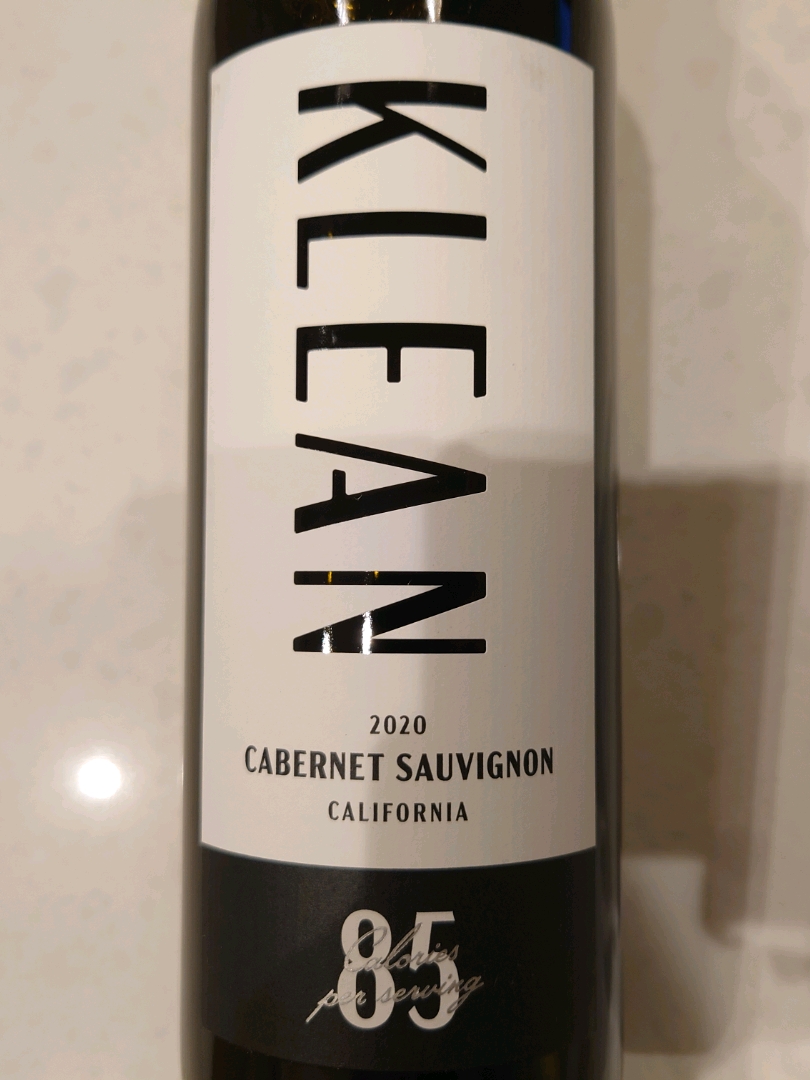 KLEAN
2020
CABERNET SAUVIGNON
CALIFORNIA
85
Calories
per serving